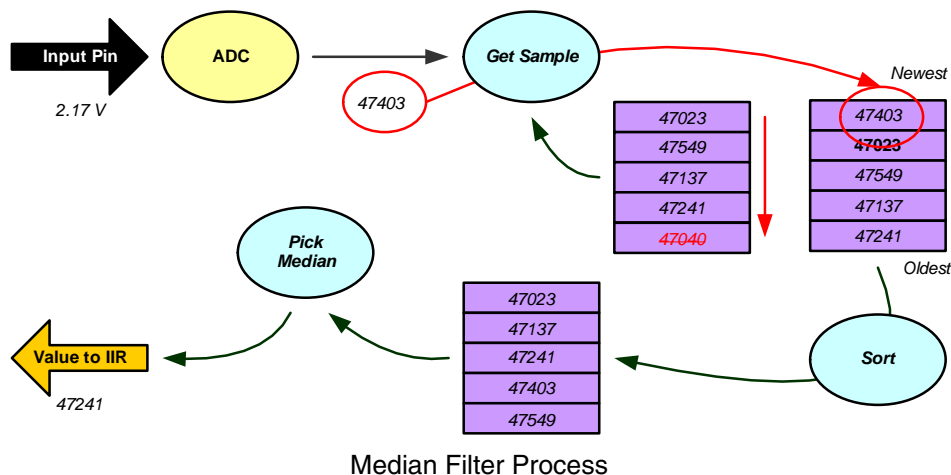 Input Pin
2.17 V
ADC
47403
Get Sample
Newest
47023
47549
47137
47241
47040
47403
47023
47549
47137
47241
Oldest
Pick
Median
47023
47137
47241
47403
47549
Sort
Value to IIR
47241
Median Filter Process